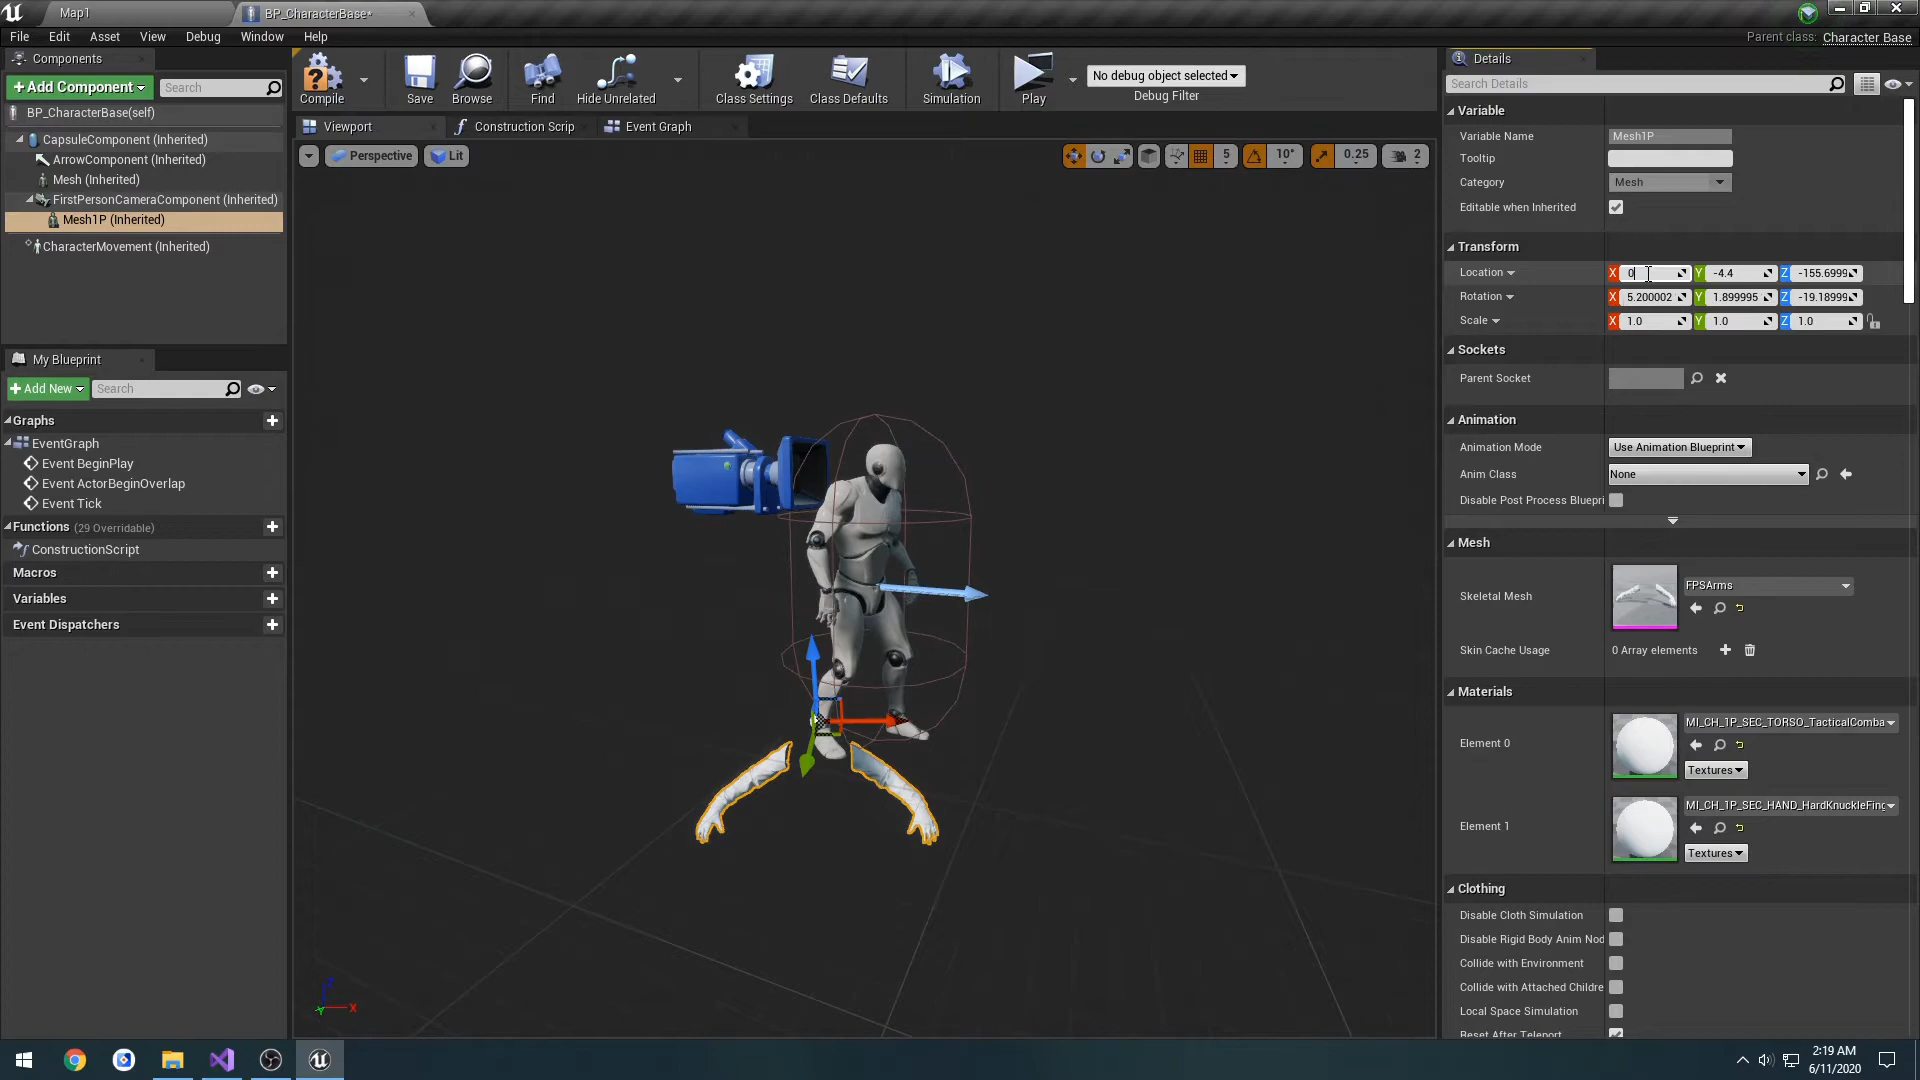 Map1
BP_CharacterBase*
File Edit Asset View Debug Window Help
Parent class: Character Base
Components
+Add Component
Search
BP_CharacterBase(self)
CapsuleComponent (Inherited)
ArrowComponent (Inherited)
Mesh (Inherited)
FirstPersonCameraComponent (Inherited)
Mesh1P (Inherited)
CharacterMovement (Inherited)
My Blueprint
+Add New
Search
Graphs
EventGraph
Event BeginPlay
Event ActorBeginOverlap
Event Tick
Functions (29 Overridable)
ConstructionScript
Macros
Variables
Event Dispatchers
Compile
Save
Browse
Find
Hide Unrelated
Class Settings
Class Defaults
Simulation
Play
No debug object selected
Debug Filter
Viewport
Construction Scrip
Event Graph
Perspective
Lit
5
10°
0.25
2
Z
X
Y
Details
Search Details
Variable
Variable Name Mesh1P
Tooltip
Category Mesh
Editable when Inherited
Transform
Location X 0 Y -4.4 Z -155.6999
Rotation X 5.200002 Y 1.899995 Z -19.18999
Scale X 1.0 Y 1.0 Z 1.0
Sockets
Parent Socket
Animation
Animation Mode Use Animation Blueprint
Anim Class None
Disable Post Process Bluepri
Mesh
Skeletal Mesh FPSArms
Skin Cache Usage 0 Array elements
Materials
Element 0 MI_CH_1P_SEC_TORSO_TacticalComba
Textures
Element 1 MI_CH_1P_SEC_HAND_HardKnuckleFing
Textures
Clothing
Disable Cloth Simulation
Disable Rigid Body Anim Nod
Collide with Environment
Collide with Attached Childre
Local Space Simulation
Reset After Teleport
2:19 AM
6/11/2020